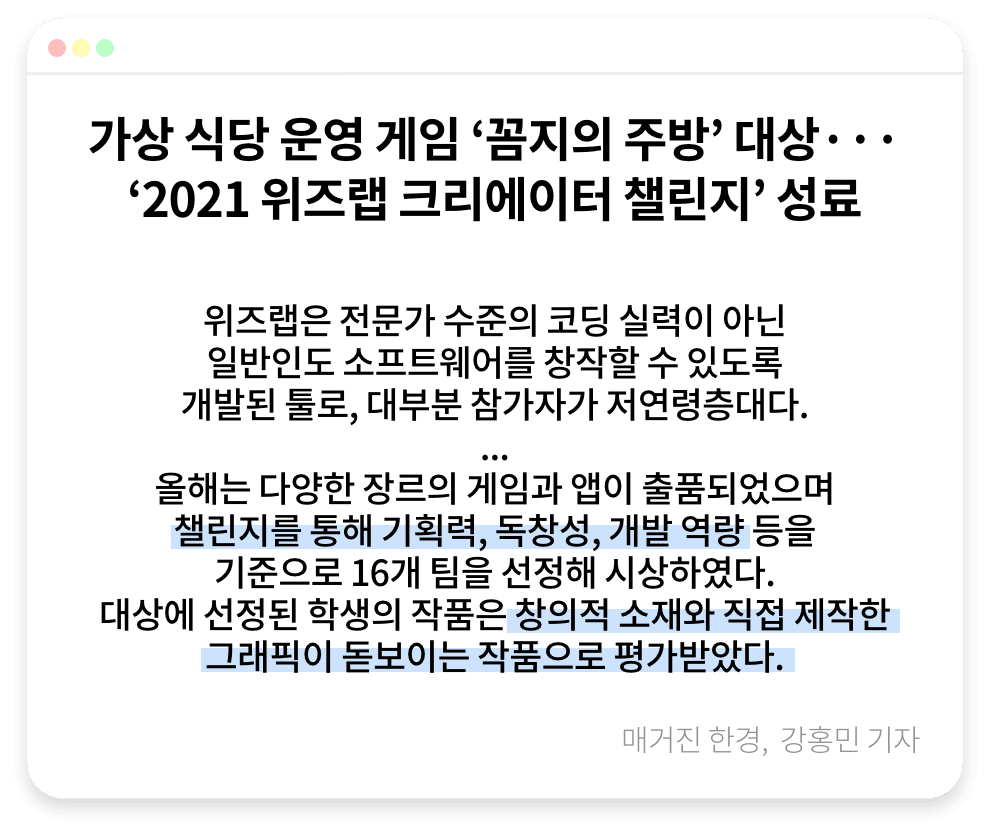 가상 식당 운영 게임 ‘꼼지의 주방’ 대상···
‘2021 위즈랩 크리에이터 챌린지’ 성료
위즈랩은 전문가 수준의 코딩 실력이 아닌
일반인도 소프트웨어를 창작할 수 있도록
개발된 툴로, 대부분 참가자가 저연령층대다.
...
올해는 다양한 장르의 게임과 앱이 출품되었으며
챌린지를 통해 기획력, 독창성, 개발 역량 등을
기준으로 16개 팀을 선정해 시상하였다.
대상에 선정된 학생의 작품은 창의적 소재와 직접 제작한
그래픽이 돋보이는 작품으로 평가받았다.
매거진 한경, 강홍민 기자